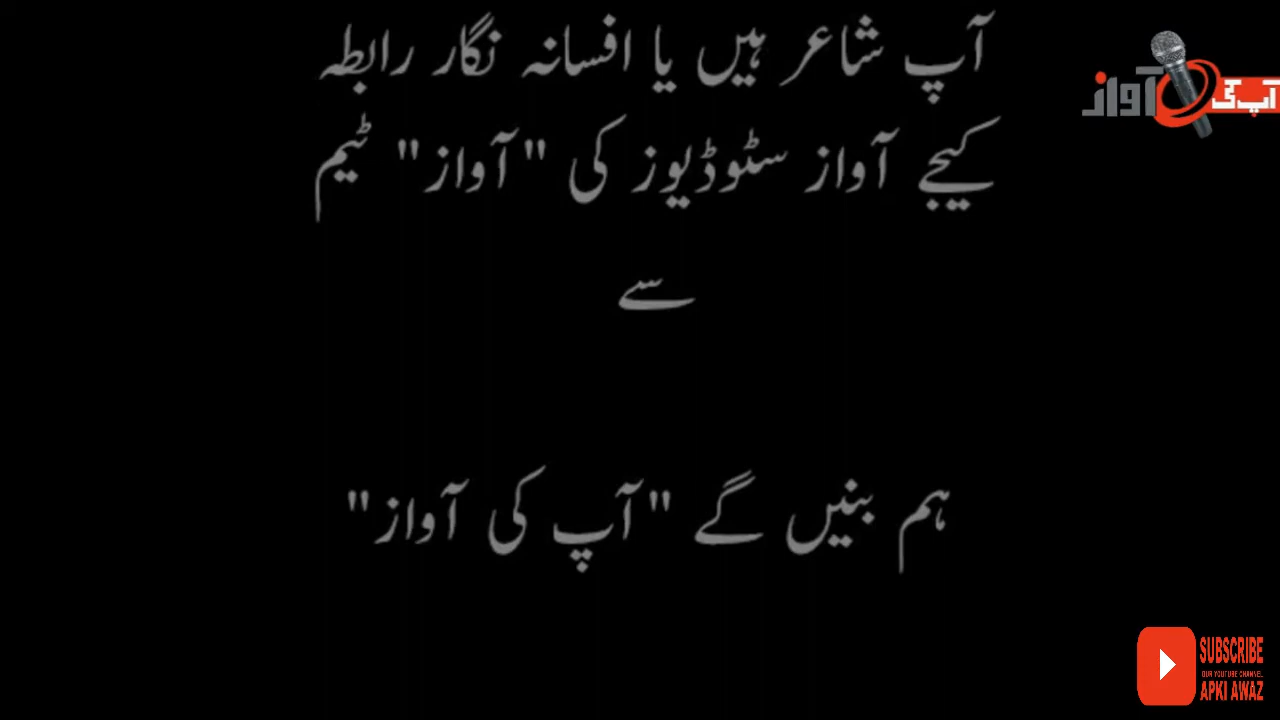 آپ شاعر ہیں یا افسانہ نگار رابطہ
کیجے آواز سٹوڈیوز کی "آواز" ٹیم
سے
ہم بنیں گے "آپ کی آواز"
آپ کی آواز
SUBSCRIBE
OUR YOUTUBE CHANNEL
APKI AWAZ